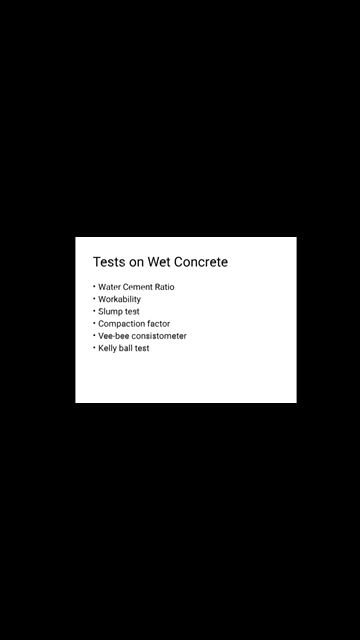 Tests on Wet Concrete
• Water Cement Ratio
• Workability
• Slump test
• Compaction factor
• Vee-bee consistometer
• Kelly ball test